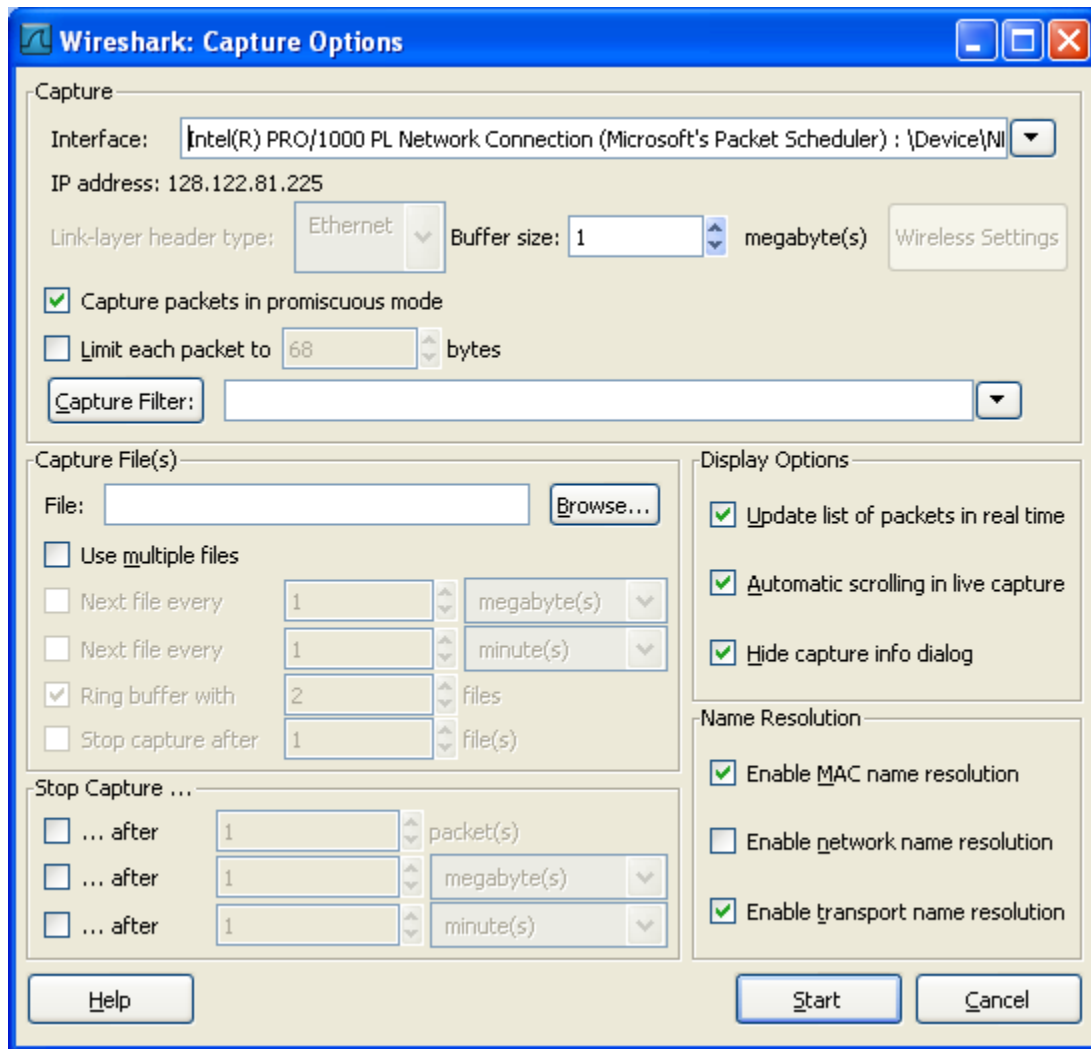 Wireshark: Capture Options
Capture
Interface: Intel(R) PRO/1000 PL Network Connection (Microsoft's Packet Scheduler) : \Device\NI
IP address: 128.122.81.225
Link-layer header type: Ethernet Buffer size: 1 megabyte(s) Wireless Settings
Capture packets in promiscuous mode
Limit each packet to 68 bytes
Capture Filter:
Capture File(s)
File: Browse...
Use multiple files
Next file every 1 megabyte(s)
Next file every 1 minute(s)
Ring buffer with 2 files
Stop capture after 1 file(s)
Display Options
Update list of packets in real time
Automatic scrolling in live capture
Hide capture info dialog
Stop Capture ...
... after 1 packet(s)
... after 1 megabyte(s)
... after 1 minute(s)
Name Resolution
Enable MAC name resolution
Enable network name resolution
Enable transport name resolution
Help Start Cancel